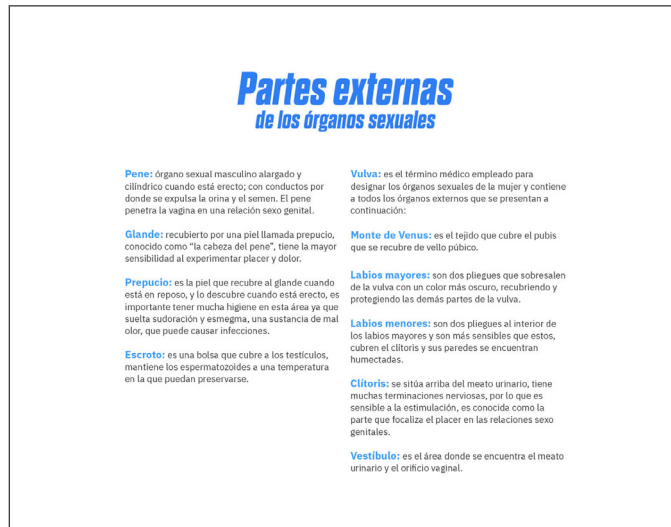 Partes externas
de los órganos sexuales
Pene: órgano sexual masculino alargado y
cilíndrico cuando está erecto; con conductos por
donde se expulsa la orina y el semen. El pene
penetra la vagina en una relación sexo genital.
Glande: recubierto por una piel llamada prepucio,
conocido como “la cabeza del pene”, tiene la mayor
sensibilidad al experimentar placer y dolor.
Prepucio: es la piel que recubre al glande cuando
está en reposo, y lo descubre cuando está erecto, es
importante tener mucha higiene en esta área ya que
suelta sudoración y esmegma, una sustancia de mal
olor, que puede causar infecciones.
Escroto: es una bolsa que cubre a los testículos,
mantiene los espermatozoides a una temperatura
en la que puedan preservarse.
Vulva: es el término médico empleado para
designar los órganos sexuales de la mujer y contiene
a todos los órganos externos que se presentan a
continuación:
Monte de Venus: es el tejido que cubre el pubis
que se recubre de vello púbico.
Labios mayores: son dos pliegues que sobresalen
de la vulva con un color más oscuro, recubriendo y
protegiendo las demás partes de la vulva.
Labios menores: son dos pliegues al interior de
los labios mayores y son más sensibles que estos,
cubren el clítoris y sus paredes se encuentran
humectadas.
Clítoris: se sitúa arriba del meato urinario, tiene
muchas terminaciones nerviosas, por lo que es
sensible a la estimulación, es conocida como la
parte que focaliza el placer en las relaciones sexo
genitales.
Vestíbulo: es el área donde se encuentra el meato
urinario y el orificio vaginal.